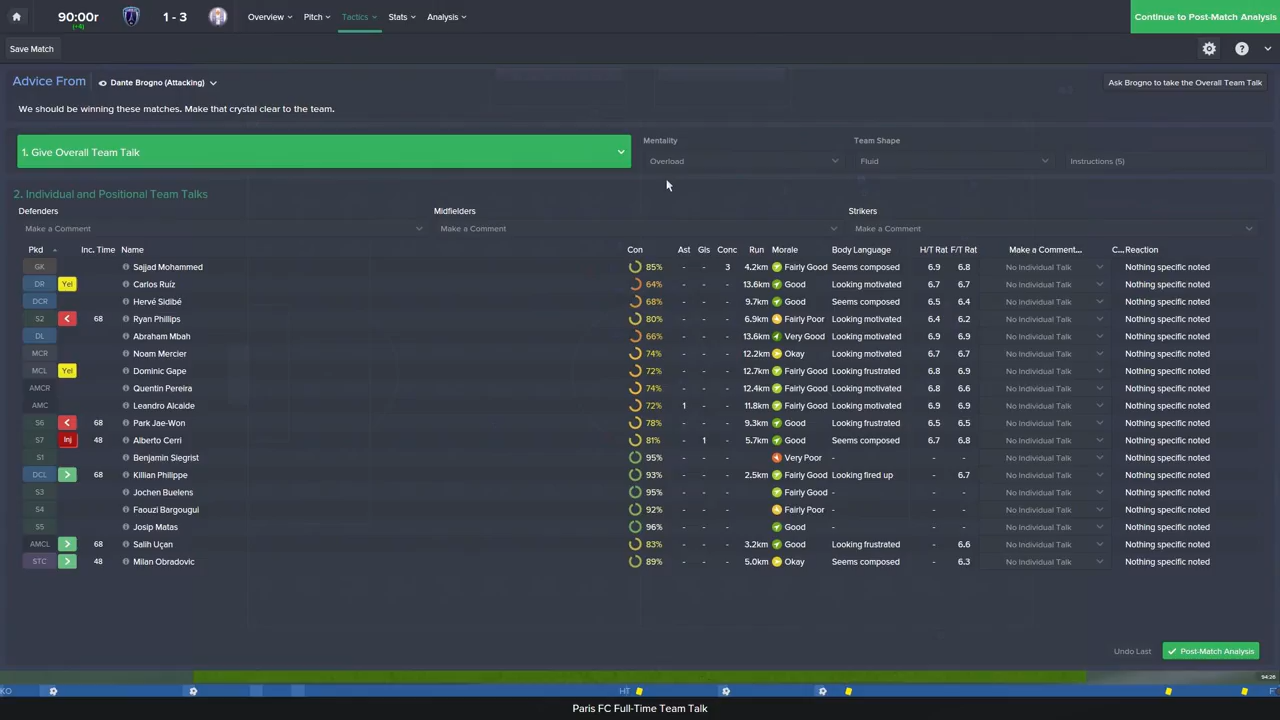 90:00r
(+4)
1 - 3
Overview
Pitch
Tactics
Stats
Analysis
Continue to Post-Match Analysis
Save Match
Advice From
Dante Brogno (Attacking)
Ask Brogno to take the Overall Team Talk
We should be winning these matches. Make that crystal clear to the team.
1. Give Overall Team Talk
Mentality
Overload
Team Shape
Fluid
Instructions (5)
2. Individual and Positional Team Talks
Defenders Midfielders Strikers
Make a Comment Make a Comment Make a Comment
Pkd Inc. Time Name Con Ast Gls Conc Run Morale Body Language H/T Rat F/T Rat Make a Comment... C... Reaction
GK Sajjad Mohammed 85% - - 3 4.2km Fairly Good Seems composed 6.9 6.8 No Individual Talk Nothing specific noted
DR Yel Carlos Ruíz 64% - - - 13.6km Good Looking motivated 6.7 6.7 No Individual Talk Nothing specific noted
DCR Hervé Sidibé 68% - - - 9.7km Good Seems composed 6.5 6.4 No Individual Talk Nothing specific noted
S2 68 Ryan Phillips 80% - - - 6.9km Fairly Poor Looking motivated 6.4 6.2 No Individual Talk Nothing specific noted
DL Abraham Mbah 66% - - - 13.6km Very Good Looking motivated 6.9 6.9 No Individual Talk Nothing specific noted
MCR Noam Mercier 74% - - - 12.2km Okay Looking motivated 6.7 6.7 No Individual Talk Nothing specific noted
MCL Yel Dominic Gape 72% - - - 12.7km Good Looking frustrated 6.8 6.9 No Individual Talk Nothing specific noted
AMCR Quentin Pereira 74% - - - 12.4km Fairly Good Looking motivated 6.8 6.6 No Individual Talk Nothing specific noted
AMC Leandro Alcaide 72% 1 - - 11.8km Fairly Good Looking motivated 6.9 6.9 No Individual Talk Nothing specific noted
S6 68 Park Jae-Won 78% - - - 9.3km Good Looking frustrated 6.5 6.5 No Individual Talk Nothing specific noted
S7 Inj 48 Alberto Cerri 81% - 1 - 5.7km Good Seems composed 6.7 6.8 No Individual Talk Nothing specific noted
S1 Benjamin Siegrist 95% - - - Very Poor - - - No Individual Talk Nothing specific noted
DCL 68 Killian Philippe 93% - - - 2.5km Fairly Good Looking fired up - 6.7 No Individual Talk Nothing specific noted
S3 Jochen Buelens 95% - - - Fairly Good - - - No Individual Talk Nothing specific noted
S4 Faouzi Bargougui 92% - - - Fairly Poor - - - No Individual Talk Nothing specific noted
S5 Josip Matas 96% - - - Good - - - No Individual Talk Nothing specific noted
AMCL 68 Salih Uçan 83% - - - 3.2km Good Looking frustrated - 6.6 No Individual Talk Nothing specific noted
STC 48 Milan Obradovic 89% - - - 5.0km Okay Seems composed - 6.3 No Individual Talk Nothing specific noted
Undo Last
Post-Match Analysis
94:26
KO HT F
Paris FC Full-Time Team Talk